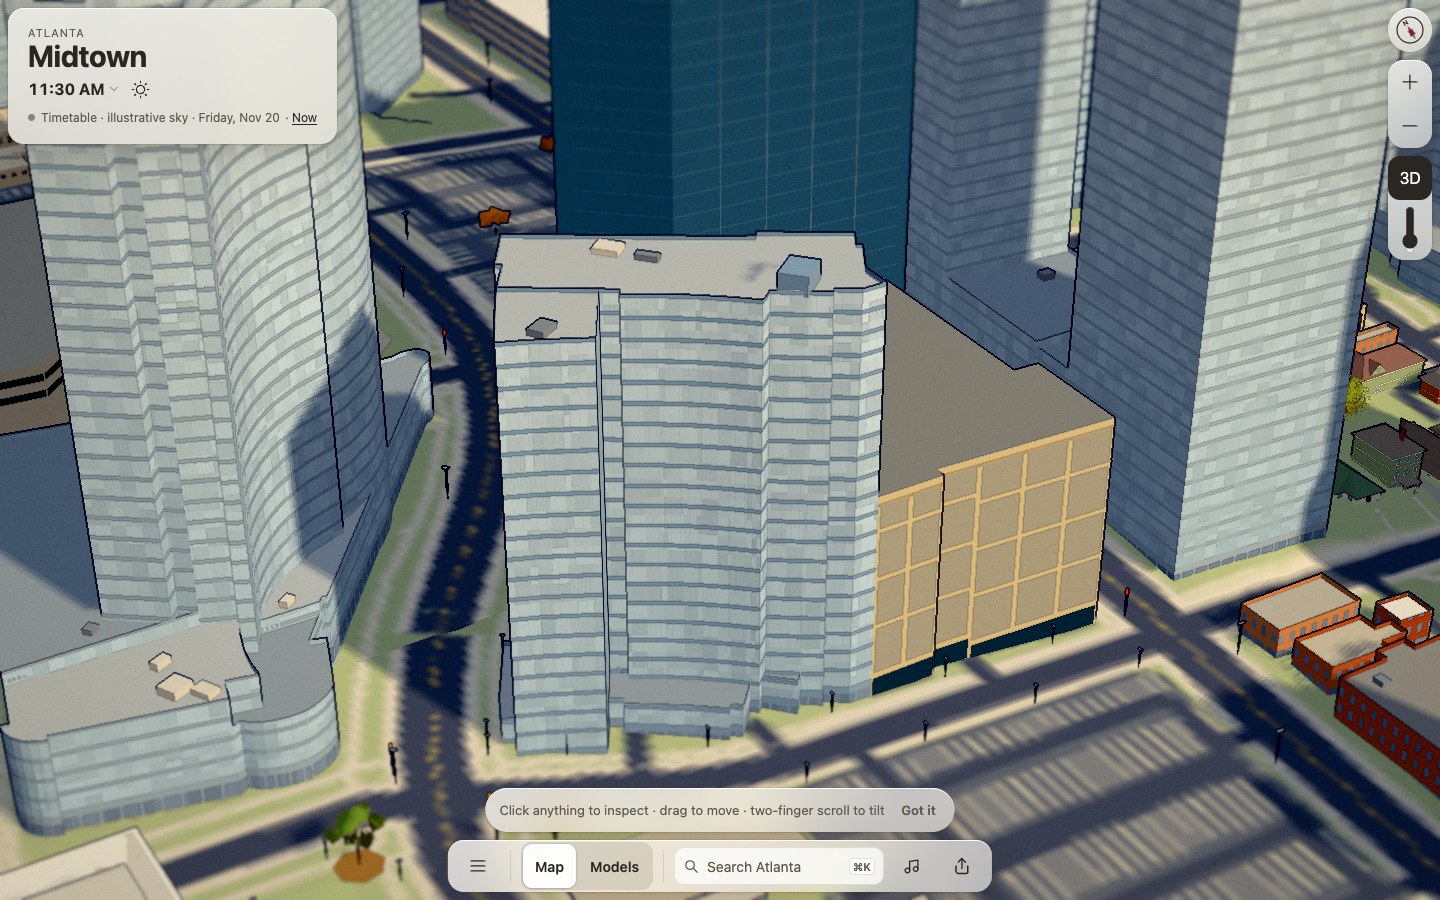 ATLANTA
Midtown
11:30 AM
Timetable · illustrative sky · Friday, Nov 20 · Now
N
3D
Click anything to inspect · drag to move · two-finger scroll to tilt Got it
Map Models Search Atlanta ⌘K